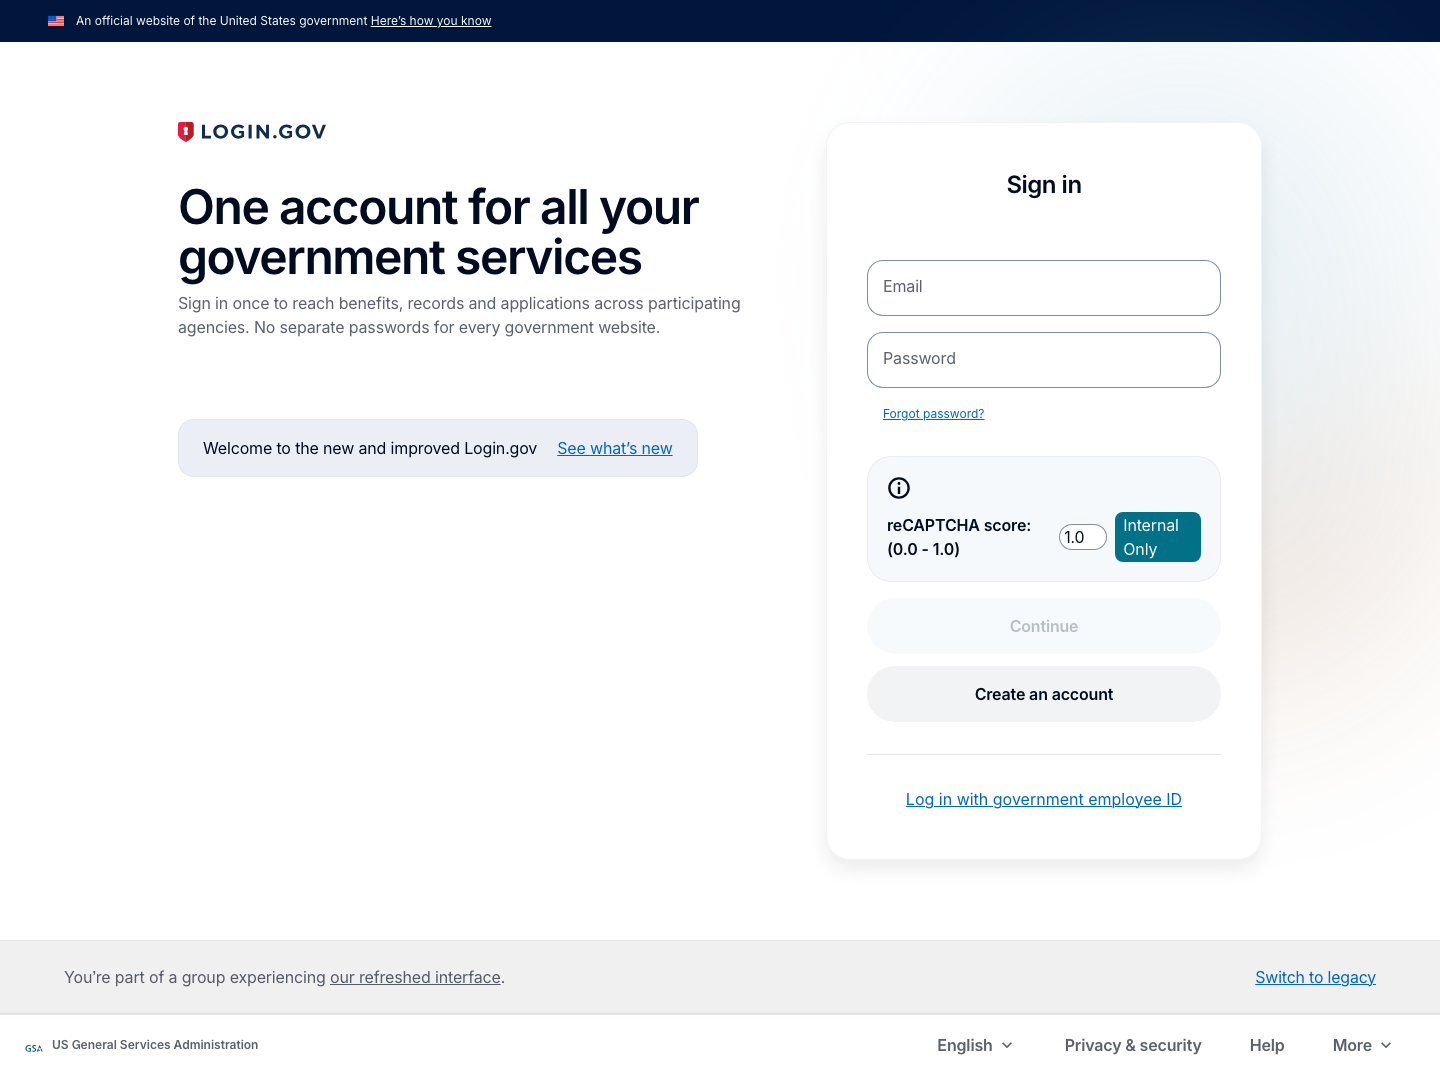 An official website of the United States government Here’s how you know
LOGIN.GOV
One account for all your
government services
Sign in once to reach benefits, records and applications across participating
agencies. No separate passwords for every government website.
Welcome to the new and improved Login.gov See what’s new
Sign in
Email
Password
Forgot password?
reCAPTCHA score:
(0.0 - 1.0)
1.0
Internal
Only
Continue
Create an account
Log in with government employee ID
You’re part of a group experiencing our refreshed interface.
Switch to legacy
GSA
US General Services Administration
English
Privacy & security
Help
More